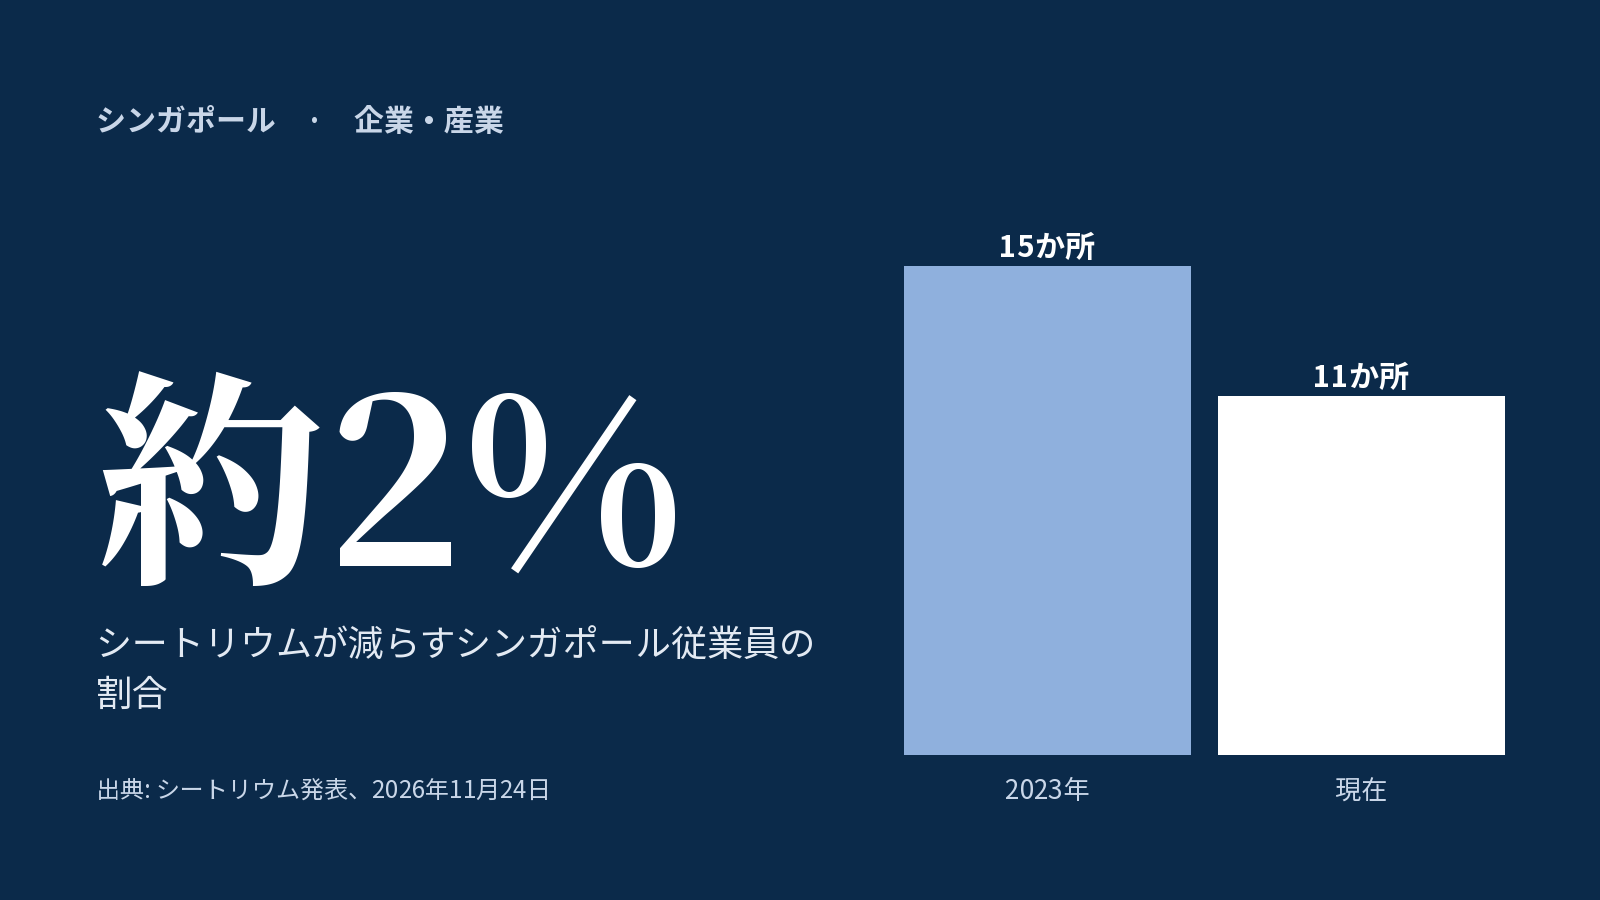 シンガポール · 企業・産業
約2%
シートリウムが減らすシンガポール従業員の
割合
出典: シートリウム発表、2026年11月24日
15か所
11か所
2023年
現在